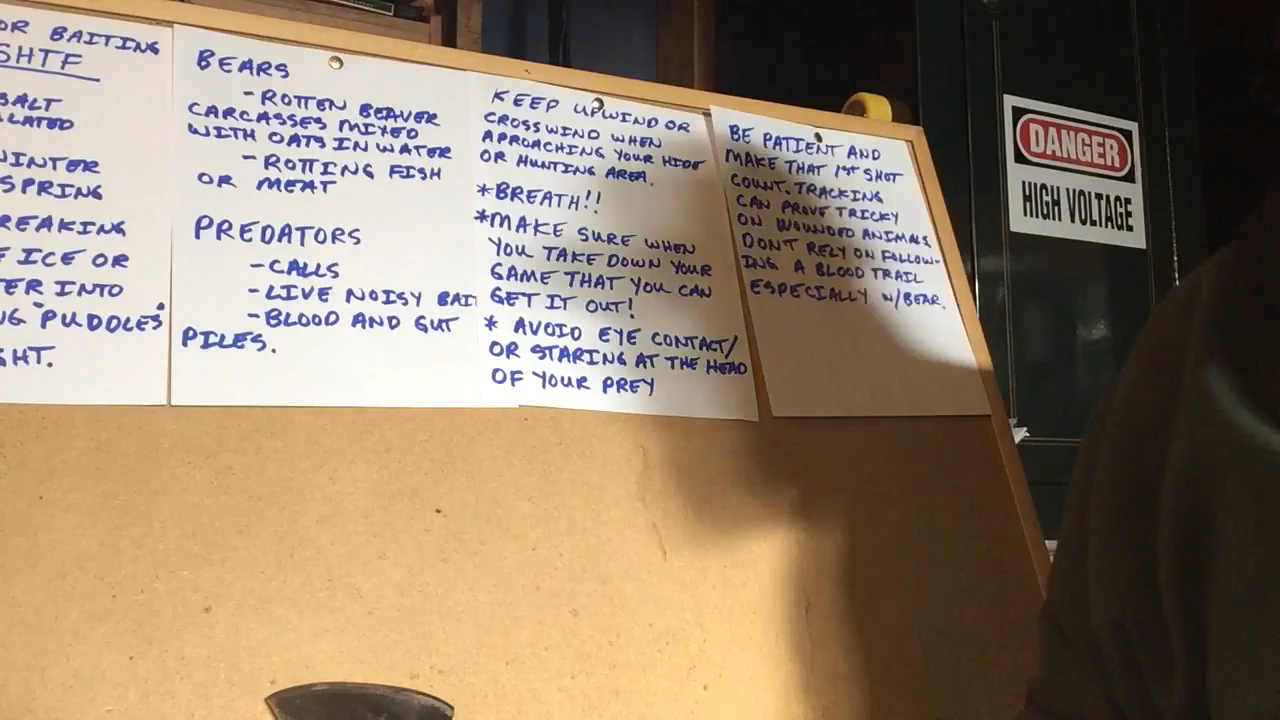 OR BAITING
SHTF
SALT
LATED
WINTER
SPRING
REAKING
ICE OR
TER INTO
"PUDDLES"
GHT.
BEARS
-ROTTEN BEAVER
CARCASSES MIXED
WITH OATS IN WATER
-ROTTING FISH
OR MEAT
PREDATORS
-CALLS
-LIVE NOISY BAIT
-BLOOD AND GUT
PILES.
KEEP UPWIND OR
CROSSWIND WHEN
APROACHING YOUR HIDE
OR HUNTING AREA.
*BREATH!!
*MAKE SURE WHEN
YOU TAKE DOWN YOUR
GAME THAT YOU CAN
GET IT OUT!
* AVOID EYE CONTACT/
OR STARING AT THE HEAD
OF YOUR PREY
BE PATIENT AND
MAKE THAT 1ST SHOT
COUNT. TRACKING
CAN PROVE TRICKY
ON WOUNDED ANIMALS.
DON'T RELY ON FOLLOW-
ING A BLOOD TRAIL
ESPECIALLY W/BEAR.
DANGER
HIGH VOLTAGE